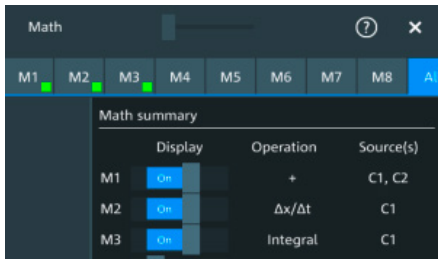 Math ? ×
M1 M2 M3 M4 M5 M6 M7 M8 Al
Math summary
Display Operation Source(s)
M1 On + C1, C2
M2 On Δx/Δt C1
M3 On Integral C1